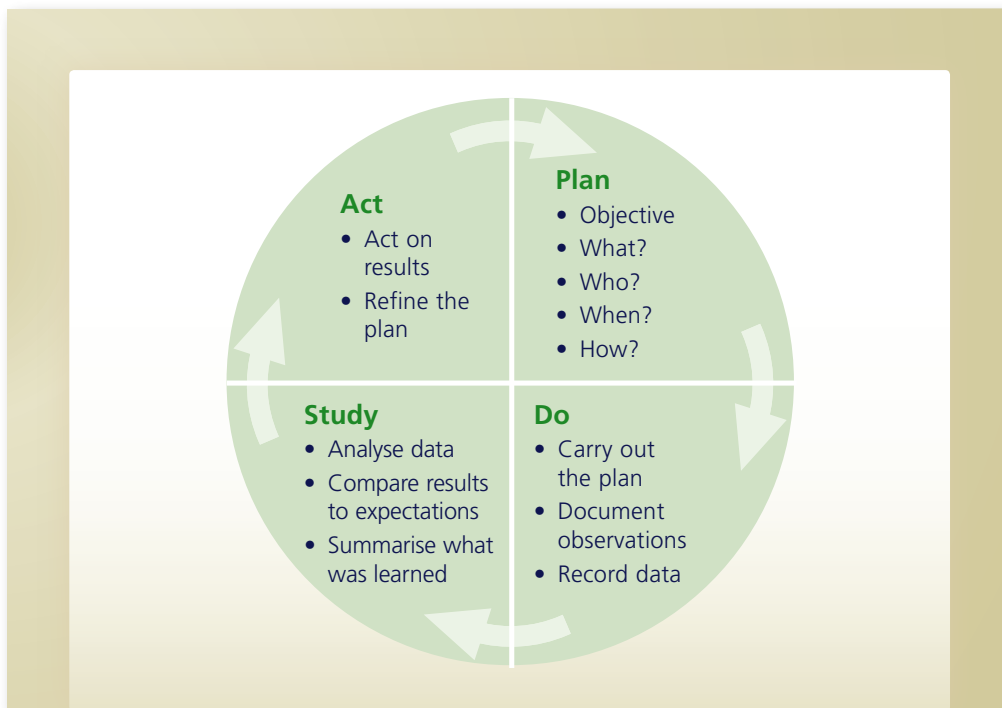 Act
• Act on
results
• Refine the
plan
Plan
• Objective
• What?
• Who?
• When?
• How?
Study
• Analyse data
• Compare results
to expectations
• Summarise what
was learned
Do
• Carry out
the plan
• Document
observations
• Record data